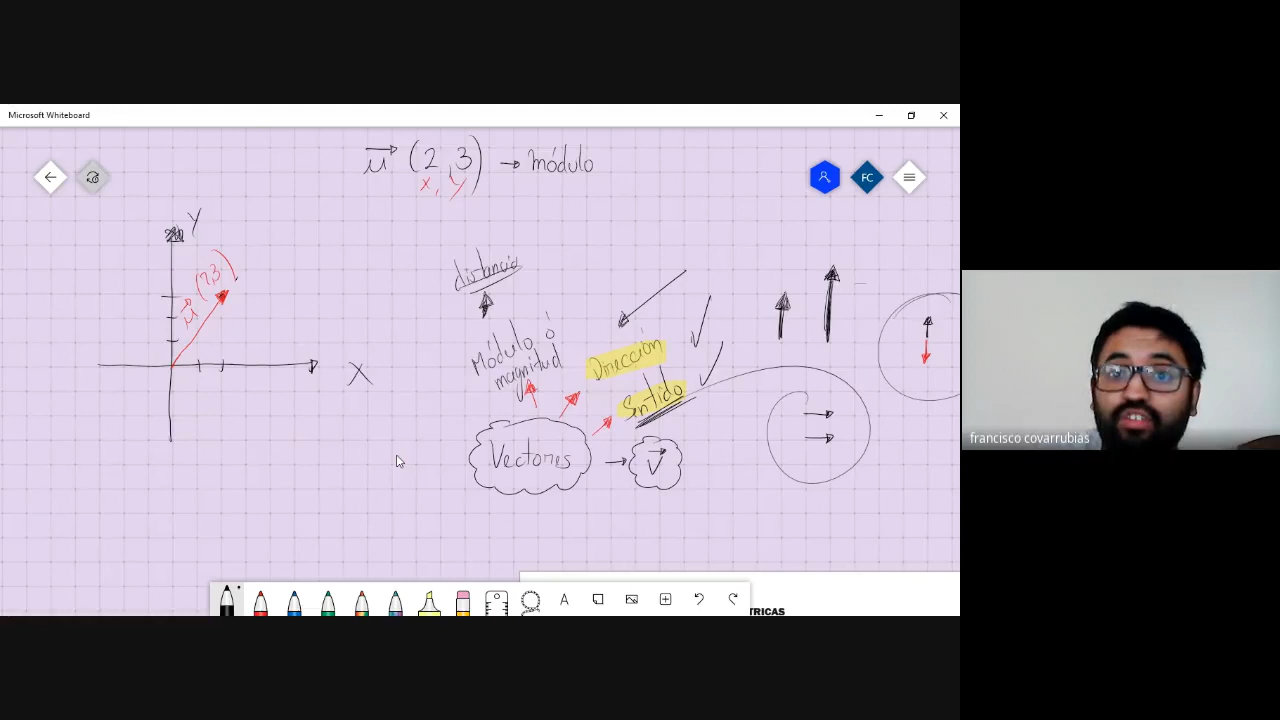 Microsoft Whiteboard
u (2, 3) → módulo
x, y
FC
Y
u (2,3)
distancia
Módulo ó
magnitud
Dirección
Sentido
X
Vectores → V
francisco covarrubias
A
TRICAS